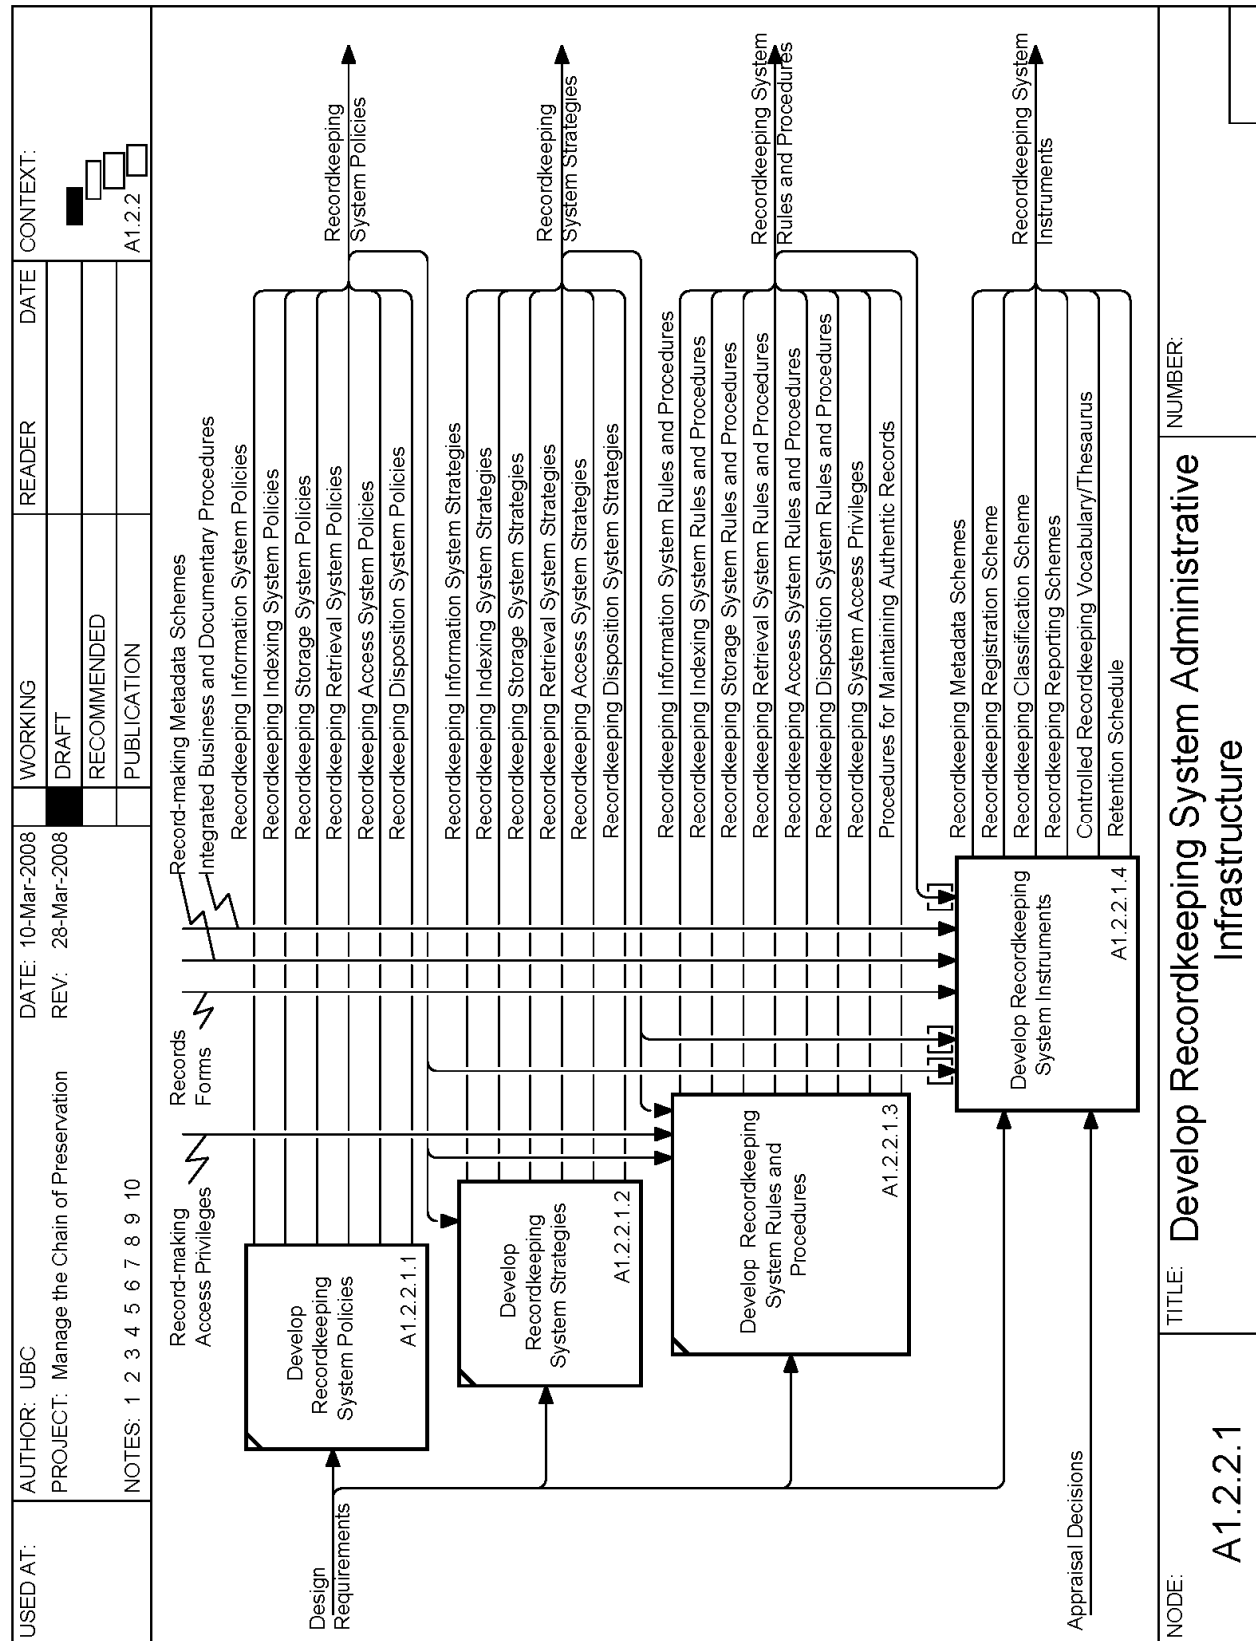 USED AT:
AUTHOR: UBC
PROJECT: Manage the Chain of Preservation
NOTES: 1 2 3 4 5 6 7 8 9 10
DATE: 10-Mar-2008
REV: 28-Mar-2008
WORKING
DRAFT
RECOMMENDED
PUBLICATION
READER
DATE
CONTEXT:
A1.2.2
Record-making
Access Privileges
Records
Forms
Record-making Metadata Schemes
Integrated Business and Documentary Procedures
Design
Requirements
Develop
Recordkeeping
System Policies
A1.2.2.1.1
Recordkeeping Information System Policies
Recordkeeping Indexing System Policies
Recordkeeping Storage System Policies
Recordkeeping Retrieval System Policies
Recordkeeping Access System Policies
Recordkeeping Disposition System Policies
Recordkeeping
System Policies
Develop
Recordkeeping
System Strategies
A1.2.2.1.2
Recordkeeping Information System Strategies
Recordkeeping Indexing System Strategies
Recordkeeping Storage System Strategies
Recordkeeping Retrieval System Strategies
Recordkeeping Access System Strategies
Recordkeeping Disposition System Strategies
Recordkeeping
System Strategies
Develop Recordkeeping
System Rules and
Procedures
A1.2.2.1.3
Recordkeeping Information System Rules and Procedures
Recordkeeping Indexing System Rules and Procedures
Recordkeeping Storage System Rules and Procedures
Recordkeeping Retrieval System Rules and Procedures
Recordkeeping Access System Rules and Procedures
Recordkeeping Disposition System Rules and Procedures
Recordkeeping System Access Privileges
Procedures for Maintaining Authentic Records
Recordkeeping System
Rules and Procedures
Develop Recordkeeping
System Instruments
A1.2.2.1.4
Recordkeeping Metadata Schemes
Recordkeeping Registration Scheme
Recordkeeping Classification Scheme
Recordkeeping Reporting Schemes
Controlled Recordkeeping Vocabulary/Thesaurus
Retention Schedule
Recordkeeping System
Instruments
Appraisal Decisions
NODE:
A1.2.2.1
TITLE:
Develop Recordkeeping System Administrative
Infrastructure
NUMBER: